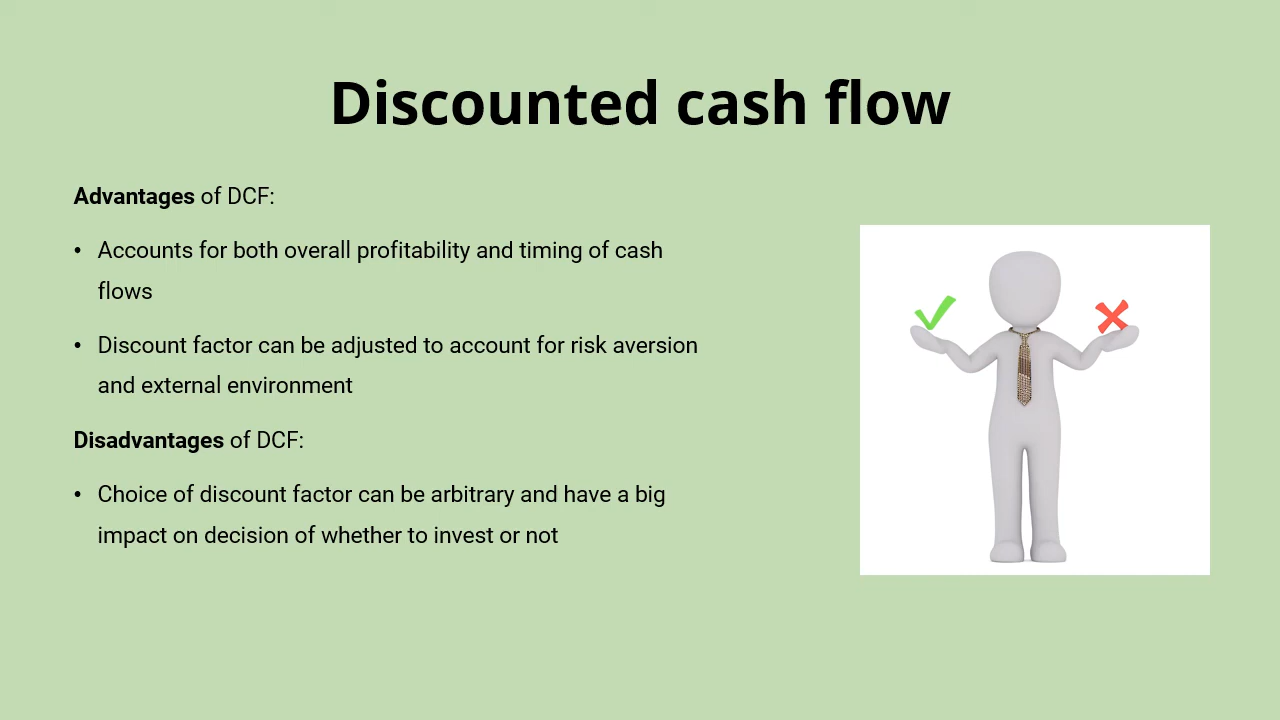 Discounted cash flow
Advantages of DCF:
• Accounts for both overall profitability and timing of cash
flows
• Discount factor can be adjusted to account for risk aversion
and external environment
Disadvantages of DCF:
• Choice of discount factor can be arbitrary and have a big
impact on decision of whether to invest or not